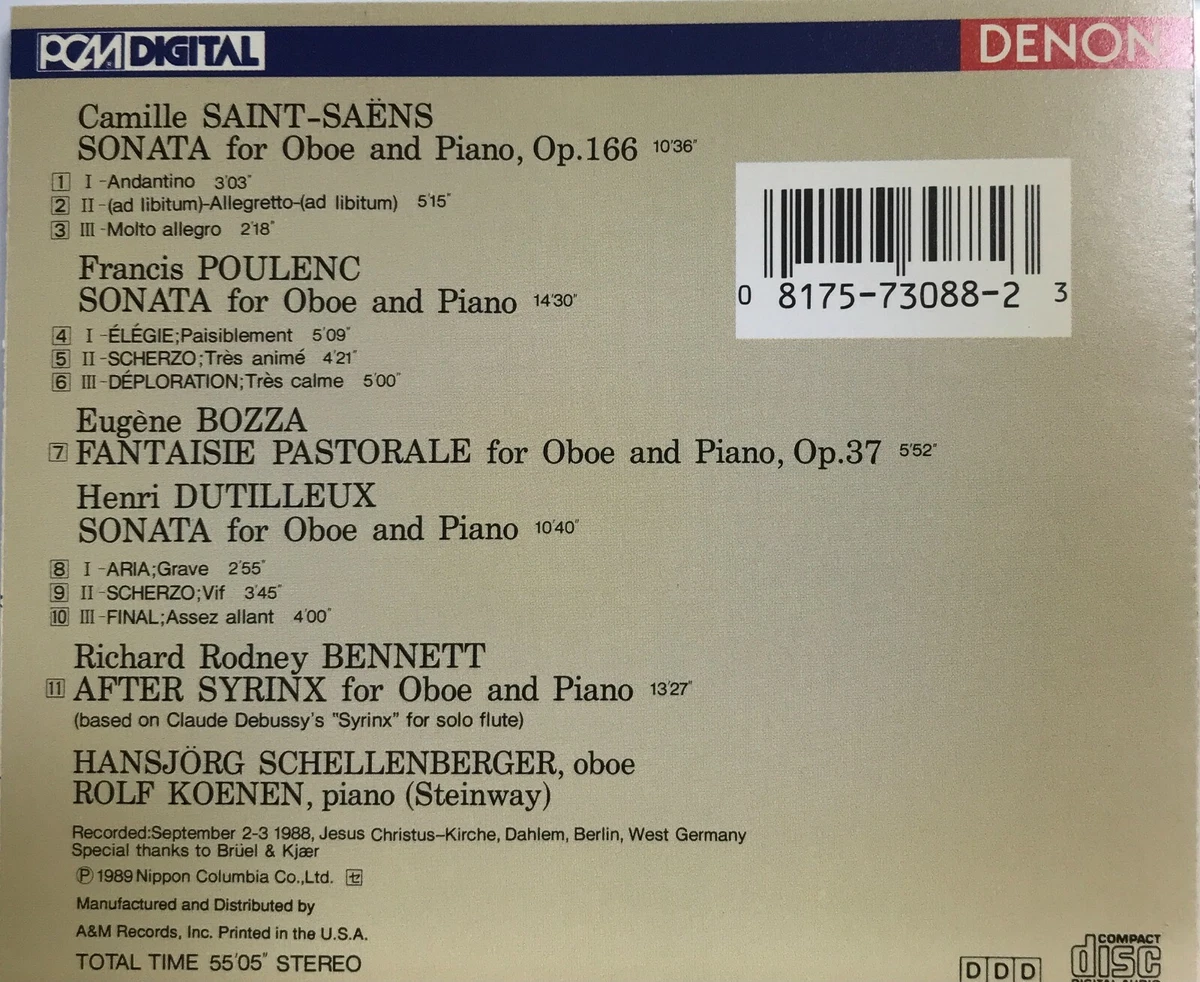 PCM DIGITAL
DENON
Camille SAINT-SAËNS
SONATA for Oboe and Piano, Op.166 10'36"
1 I-Andantino 3'03"
2 II-(ad libitum)-Allegretto-(ad libitum) 5'15"
3 III-Molto allegro 2'18"
Francis POULENC
SONATA for Oboe and Piano 14'30"
4 I-ÉLÉGIE;Paisiblement 5'09"
5 II-SCHERZO;Très animé 4'21"
6 III-DÉPLORATION;Très calme 5'00"
0 8175-73088-2 3
Eugène BOZZA
7 FANTAISIE PASTORALE for Oboe and Piano, Op.37 5'52"
Henri DUTILLEUX
SONATA for Oboe and Piano 10'40"
8 I-ARIA;Grave 2'55"
9 II-SCHERZO;Vif 3'45"
10 III-FINAL;Assez allant 4'00"
Richard Rodney BENNETT
11 AFTER SYRINX for Oboe and Piano 13'27"
(based on Claude Debussy's "Syrinx" for solo flute)
HANSJÖRG SCHELLENBERGER, oboe
ROLF KOENEN, piano (Steinway)
Recorded:September 2-3 1988, Jesus Christus-Kirche, Dahlem, Berlin, West Germany
Special thanks to Brüel & Kjær
Ⓟ 1989 Nippon Columbia Co.,Ltd. セ
Manufactured and Distributed by
A&M Records, Inc. Printed in the U.S.A.
TOTAL TIME 55'05" STEREO
D D D
COMPACT
disc
DIGITAL AUDIO